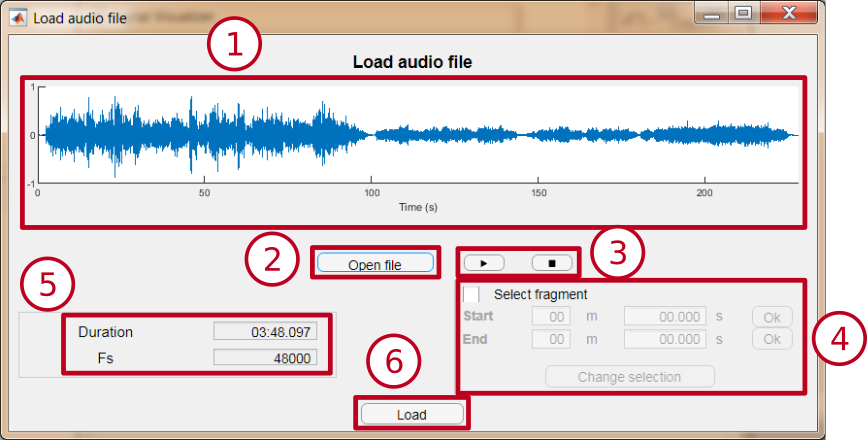 Load audio file
1
Load audio file
1
0
-1
0
50
100
150
200
Time (s)
2
Open file
3
5
Select fragment
Start 00 m 00.000 s Ok
End 00 m 00.000 s Ok
4
Duration 03:48.097
Fs 48000
6
Change selection
Load